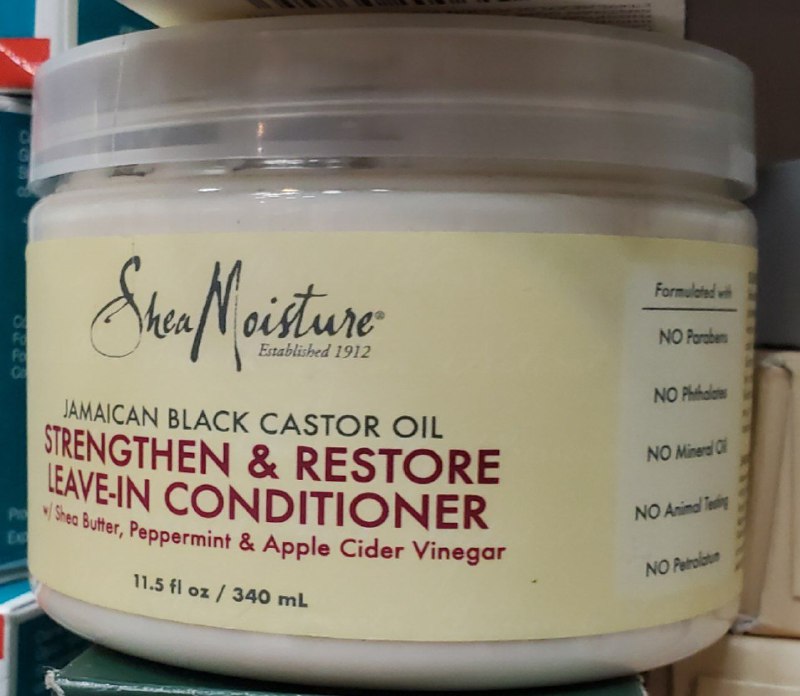 SheaMoisture®
Established 1912
JAMAICAN BLACK CASTOR OIL
STRENGTHEN & RESTORE
LEAVE-IN CONDITIONER
w/ Shea Butter, Peppermint & Apple Cider Vinegar
11.5 fl oz / 340 mL
Formulated with
NO Parabens
NO Phthalates
NO Mineral Oil
NO Animal Testing
NO Petrolatum